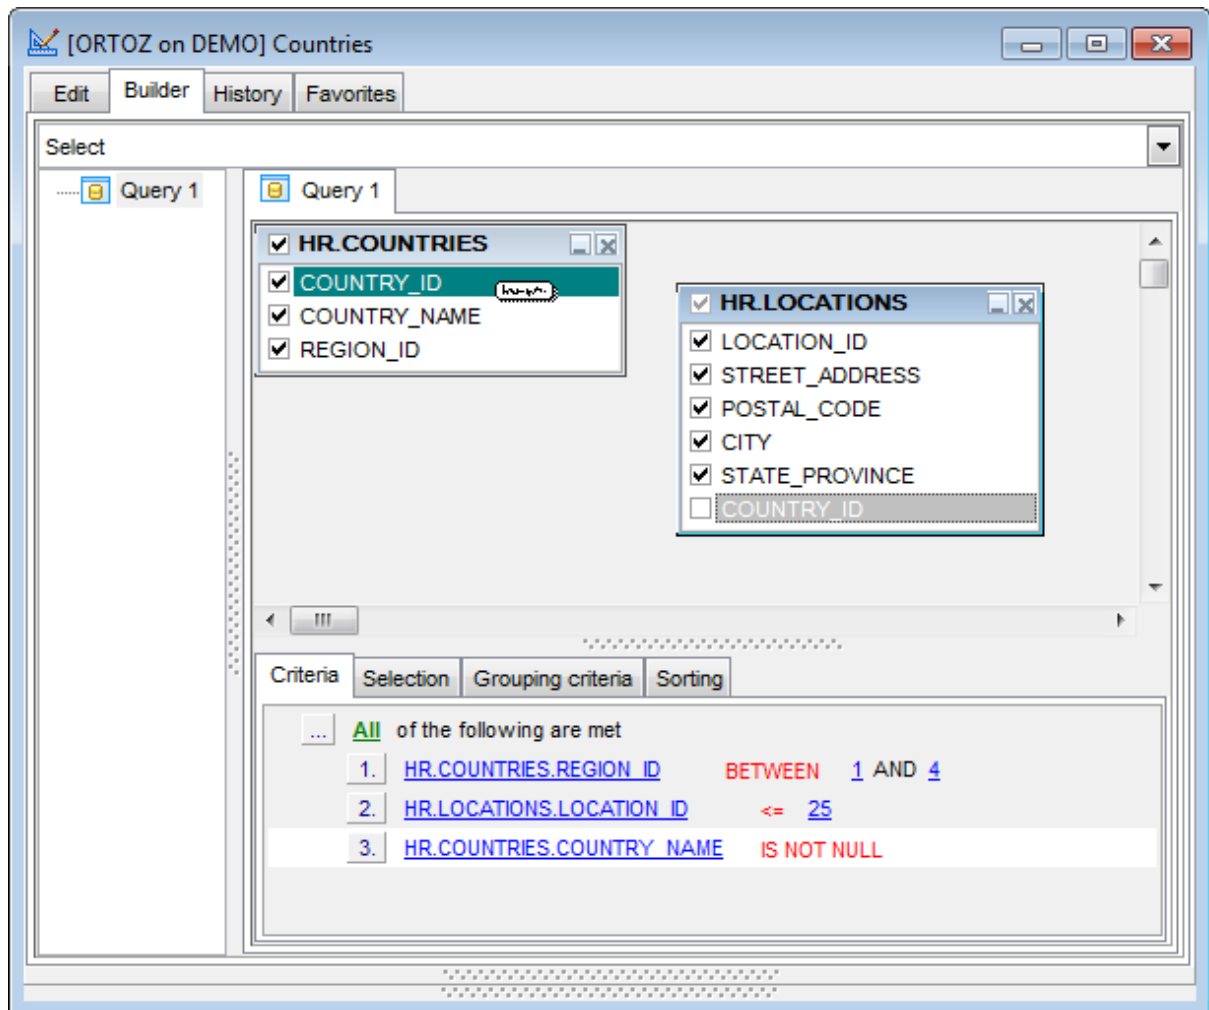 [ORTOZ on DEMO] Countries
Edit Builder History Favorites
Select
Query 1
Query 1
HR.COUNTRIES
COUNTRY_ID
COUNTRY_NAME
REGION_ID
HR.LOCATIONS
LOCATION_ID
STREET_ADDRESS
POSTAL_CODE
CITY
STATE_PROVINCE
COUNTRY_ID
Criteria Selection Grouping criteria Sorting
... All of the following are met
1. HR.COUNTRIES.REGION_ID BETWEEN 1 AND 4
2. HR.LOCATIONS.LOCATION_ID <= 25
3. HR.COUNTRIES.COUNTRY_NAME IS NOT NULL